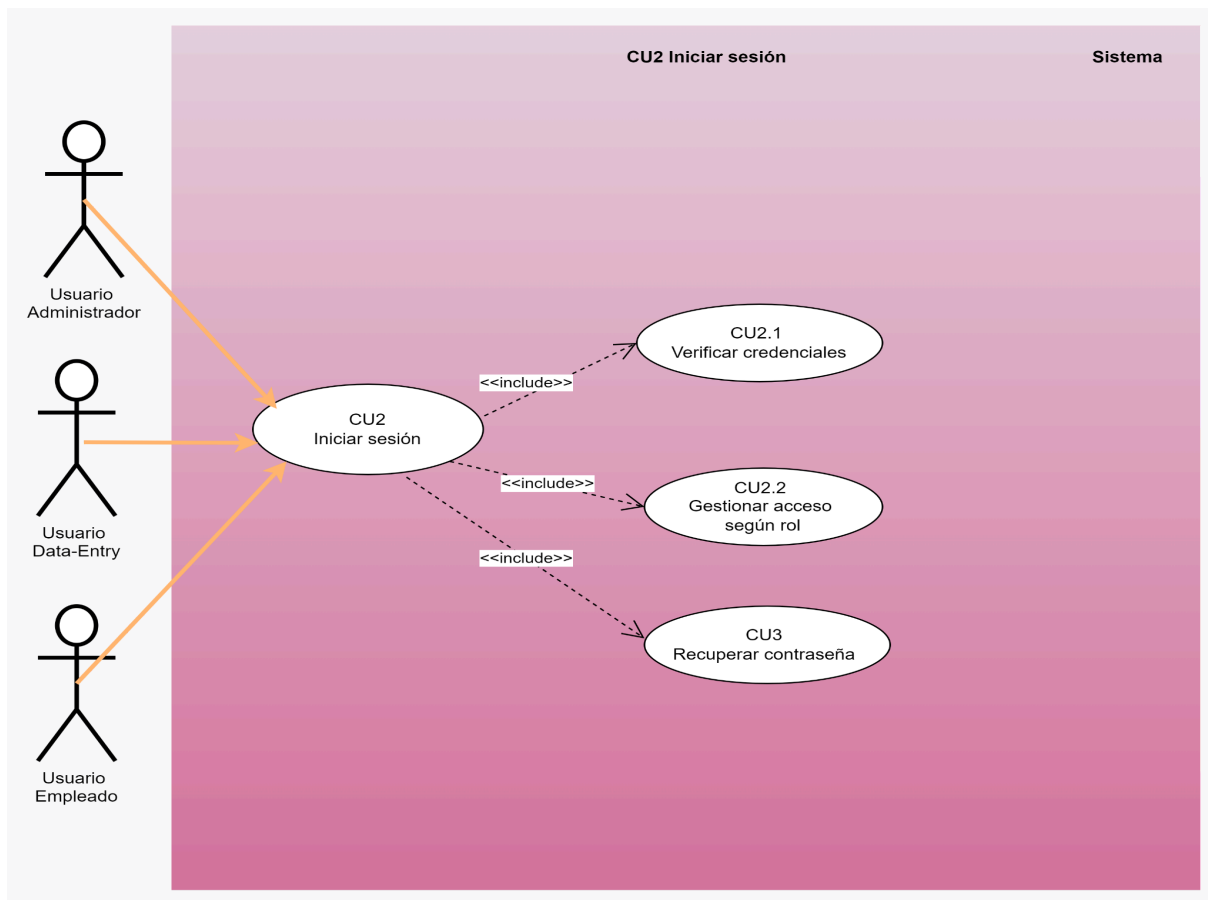 CU2 Iniciar sesión
Sistema
Usuario
Administrador
CU2.1
Verificar credenciales
<<include>>
CU2
Iniciar sesión
<<include>>
CU2.2
Gestionar acceso
según rol
Usuario
Data-Entry
<<include>>
CU3
Recuperar contraseña
Usuario
Empleado